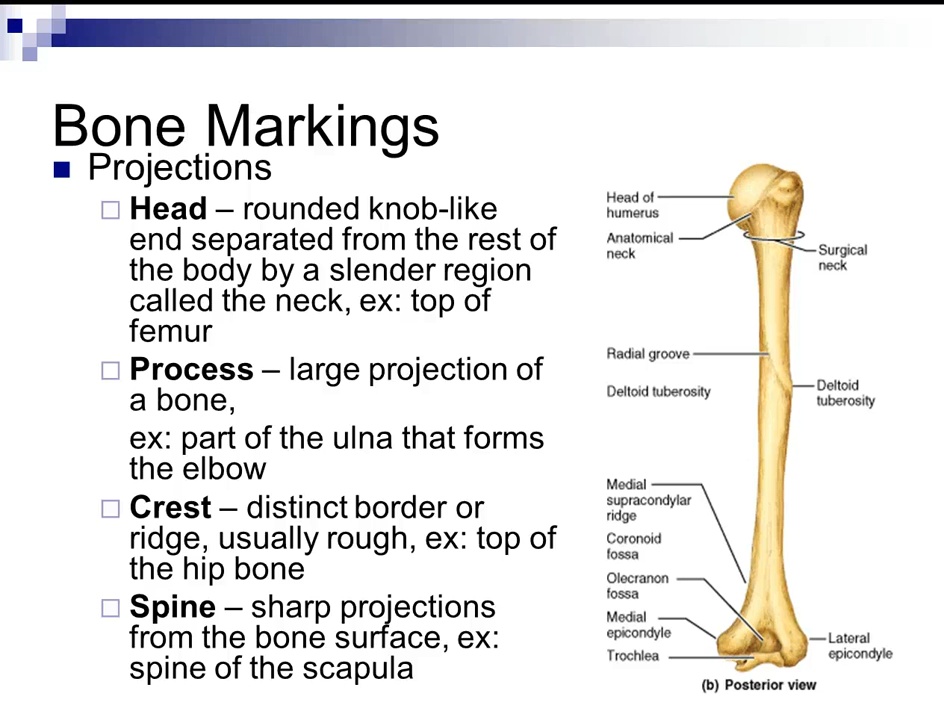 Bone Markings
Projections
Head – rounded knob-like
end separated from the rest of
the body by a slender region
called the neck, ex: top of
femur
Process – large projection of
a bone,
ex: part of the ulna that forms
the elbow
Crest – distinct border or
ridge, usually rough, ex: top of
the hip bone
Spine – sharp projections
from the bone surface, ex:
spine of the scapula
Head of
humerus
Anatomical
neck
Surgical
neck
Radial groove
Deltoid tuberosity
Deltoid
tuberosity
Medial
supracondylar
ridge
Coronoid
fossa
Olecranon
fossa
Medial
epicondyle
Trochlea
Lateral
epicondyle
(b) Posterior view